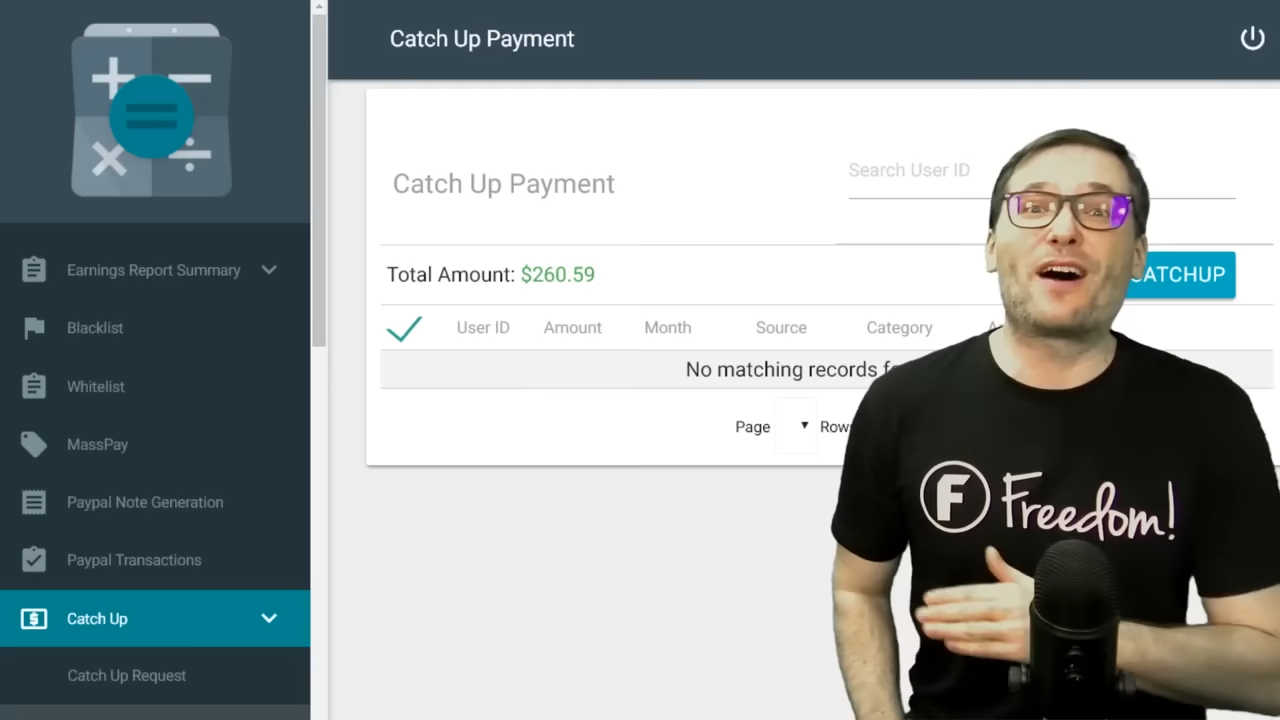 Catch Up Payment
Catch Up Payment
Search User ID
Total Amount: $260.59
ATCHUP
User ID Amount Month Source Category
No matching records
Page
Earnings Report Summary
Blacklist
Whitelist
MassPay
Paypal Note Generation
Paypal Transactions
Catch Up
Catch Up Request
F Freedom!